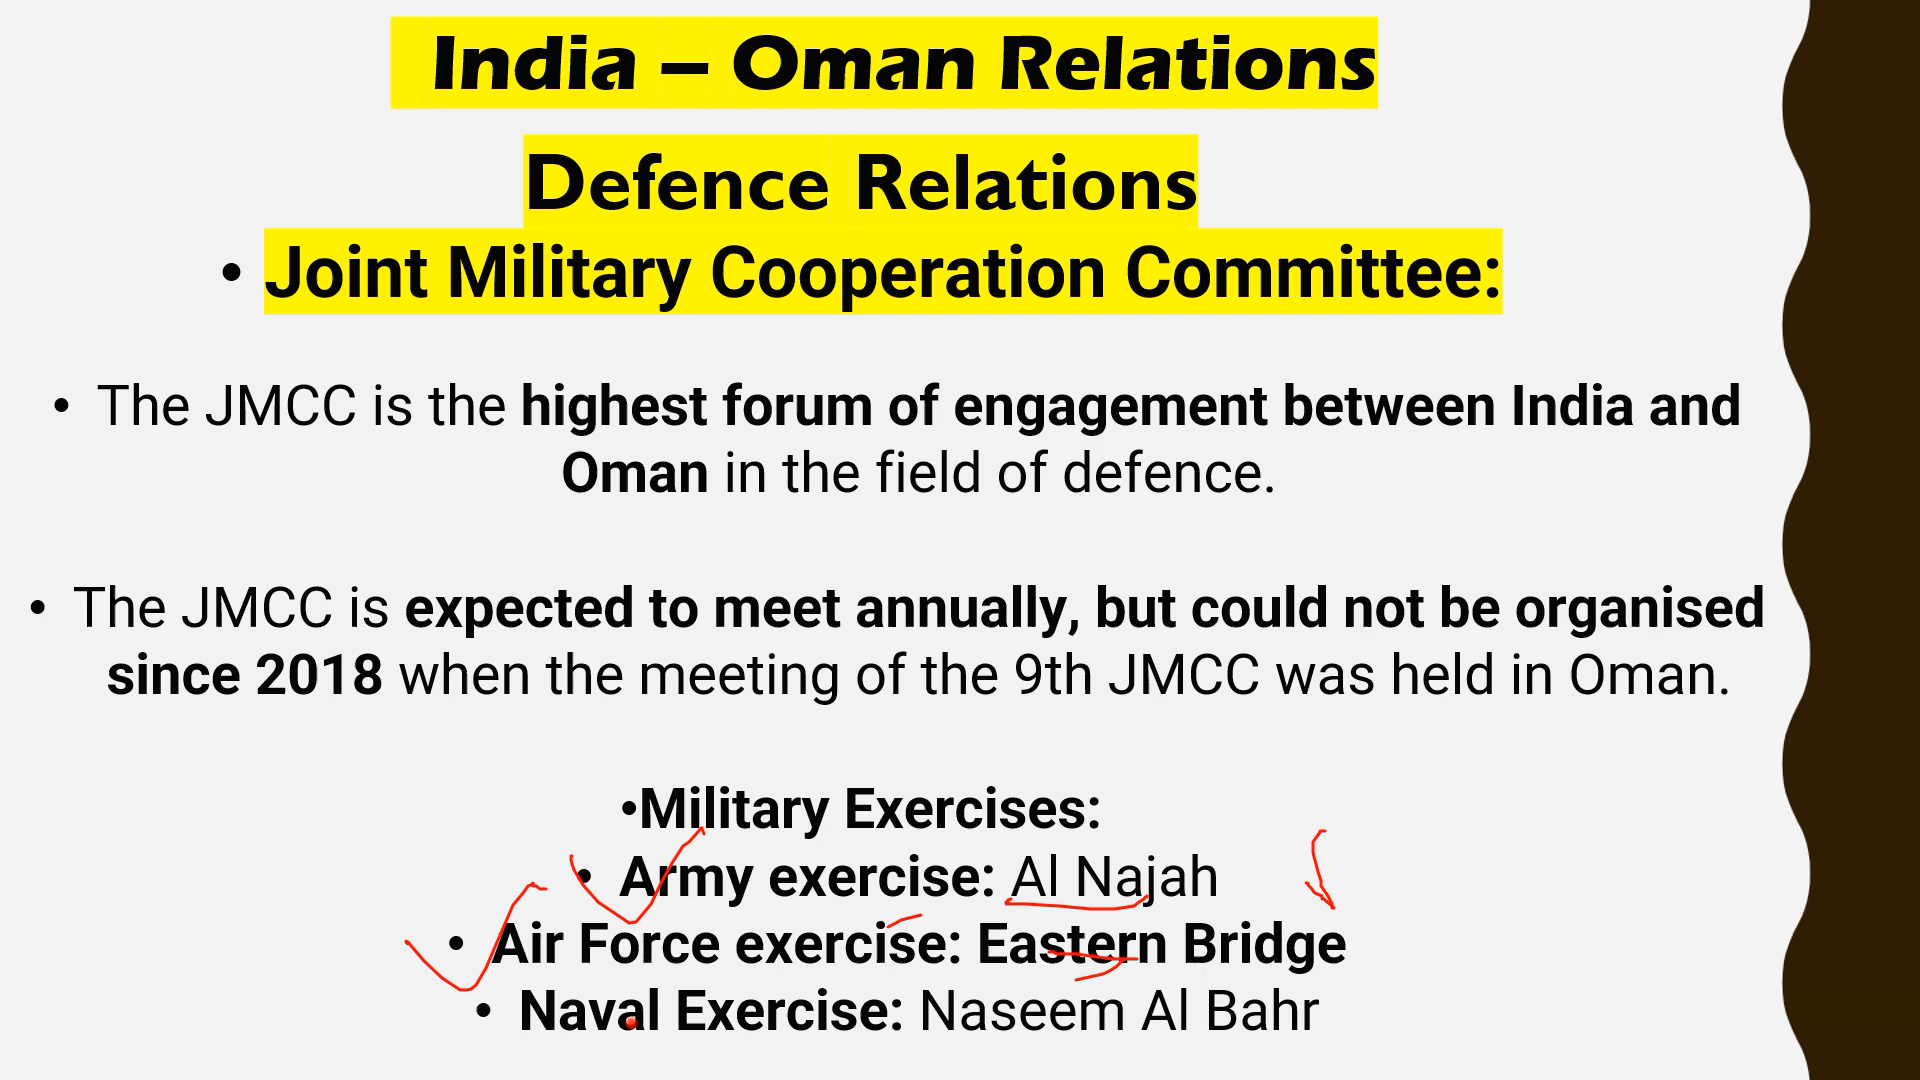 India – Oman Relations
Defence Relations
• Joint Military Cooperation Committee:
• The JMCC is the highest forum of engagement between India and
Oman in the field of defence.
• The JMCC is expected to meet annually, but could not be organised
since 2018 when the meeting of the 9th JMCC was held in Oman.
•Military Exercises:
• Army exercise: Al Najah
• Air Force exercise: Eastern Bridge
• Naval Exercise: Naseem Al Bahr